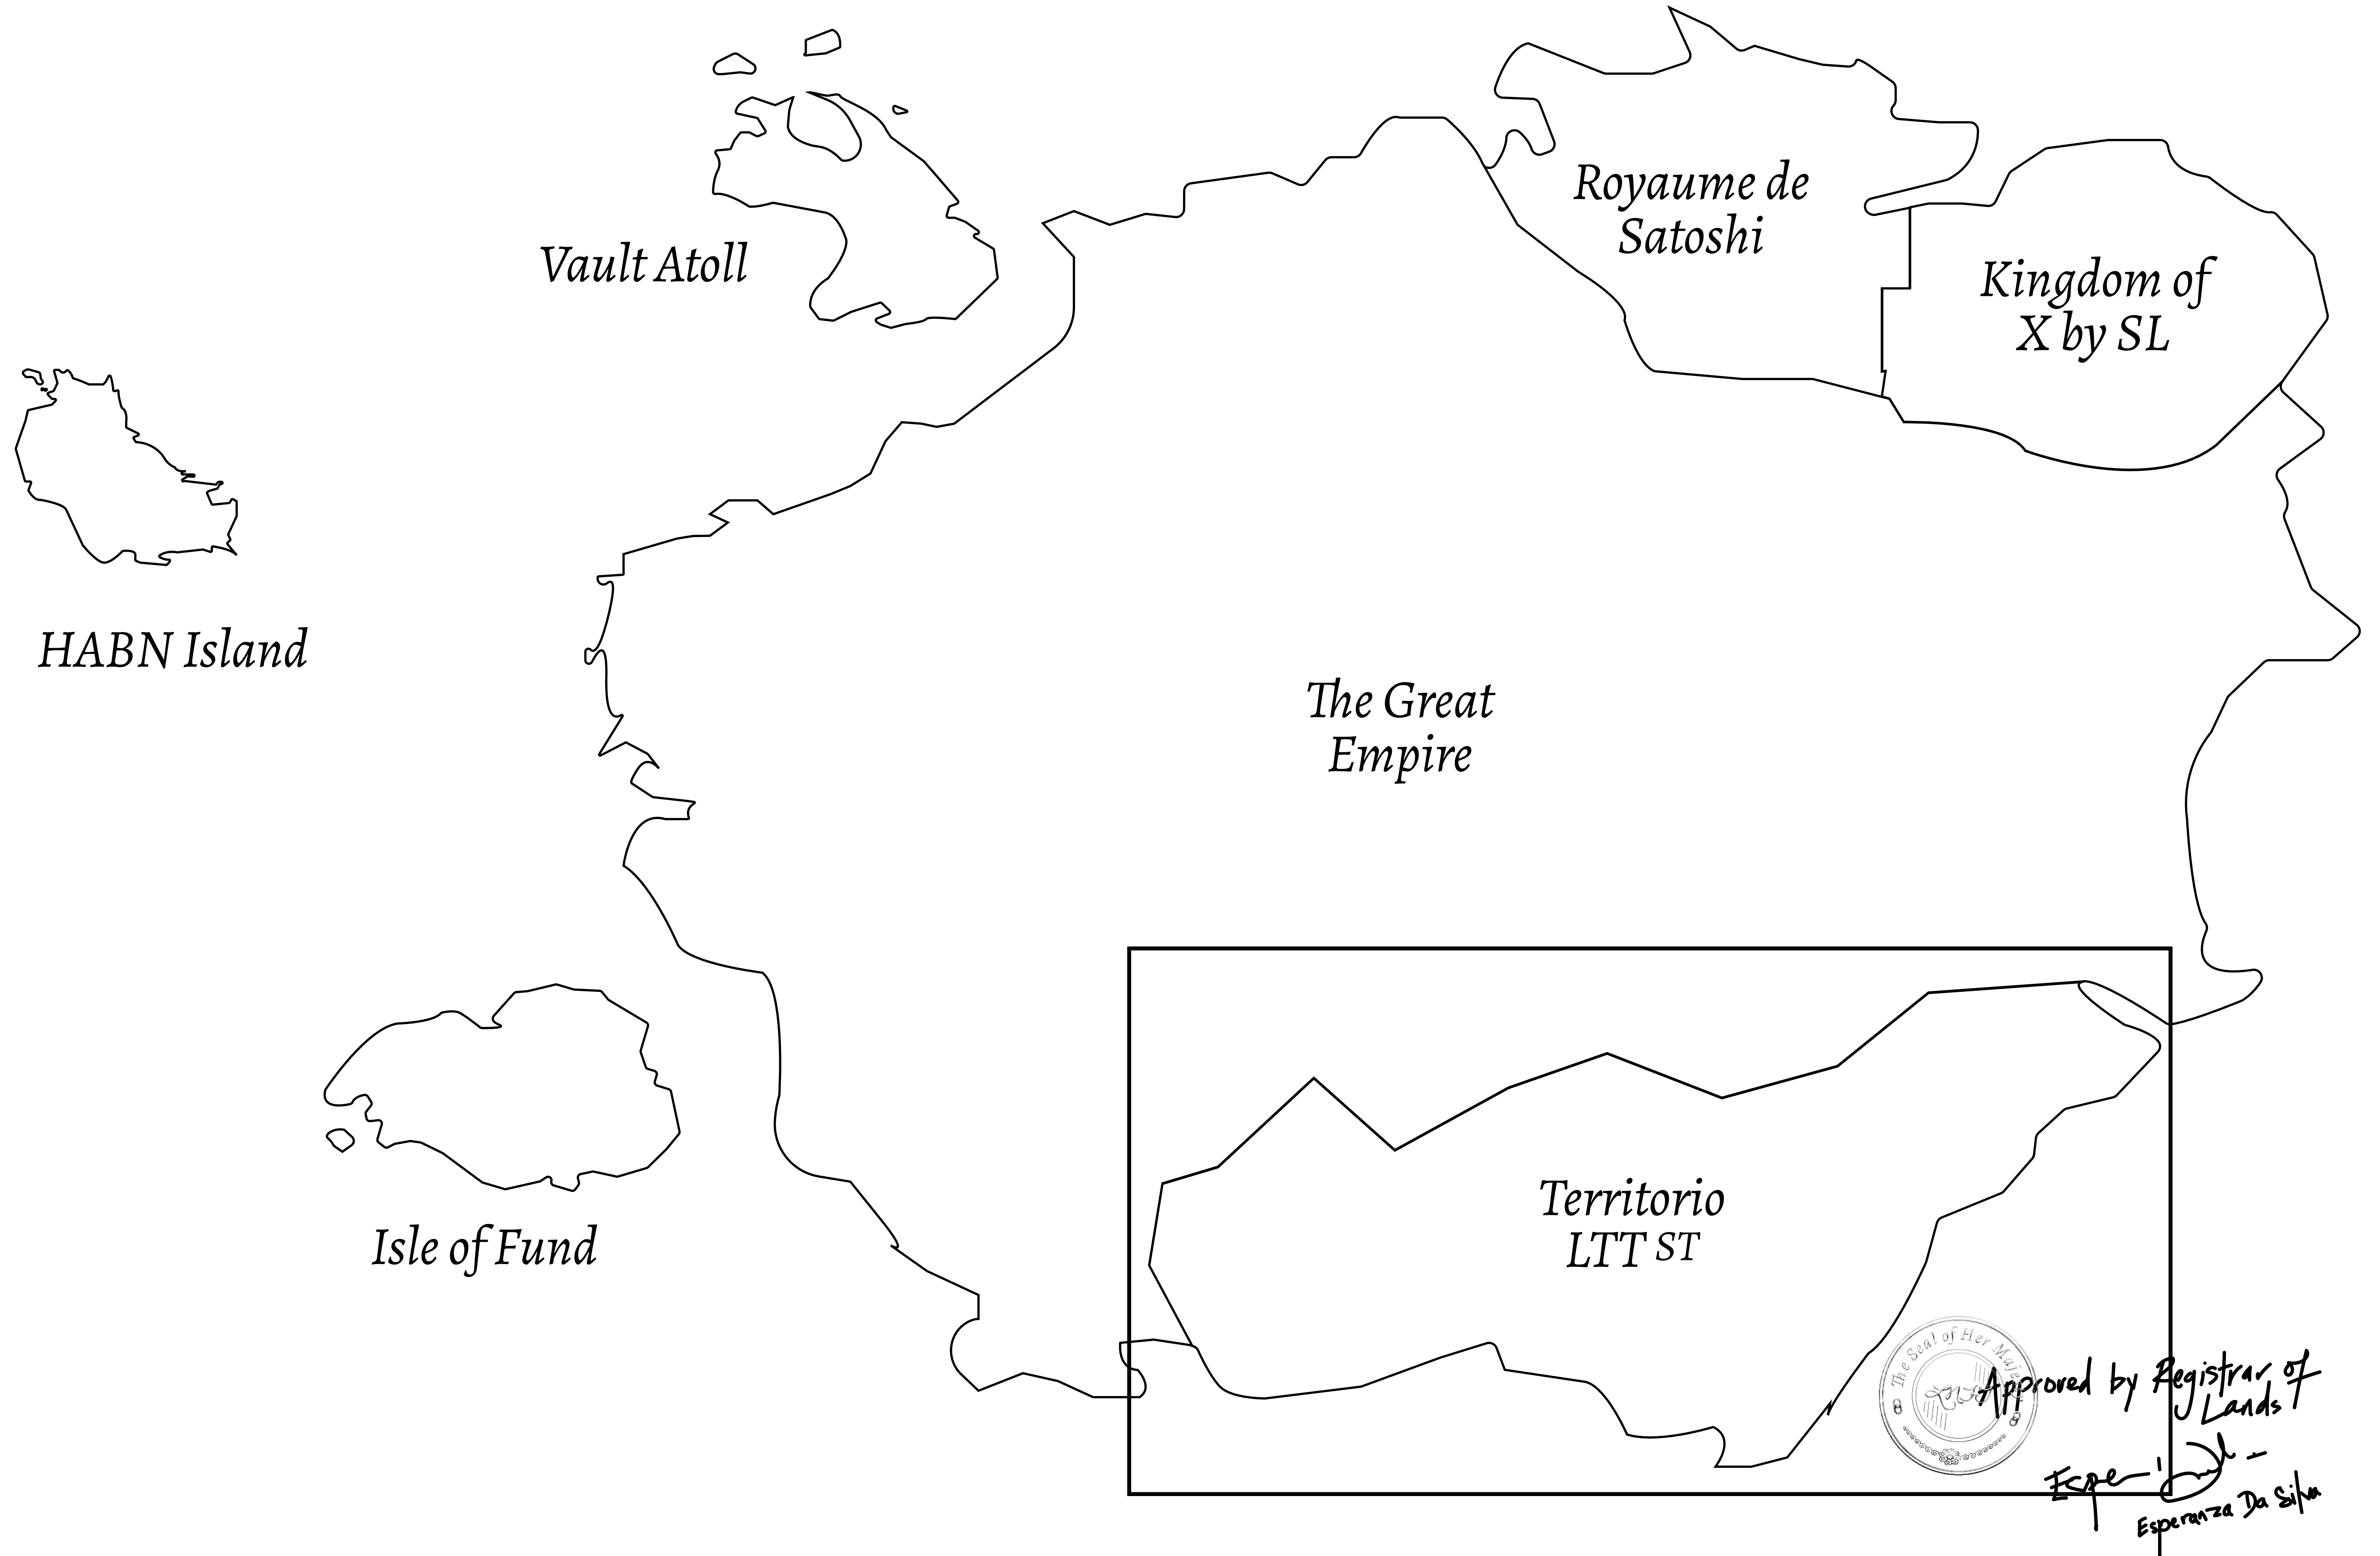 Royaume de
Satoshi
Vault Atoll
Kingdom of
X by SL
HABN Island
The Great
Empire
Territorio
LTT ST
Isle of Fund
The Seal of Her Majesty
Approved by Registrar of
Lands
Esperanza Da Silva